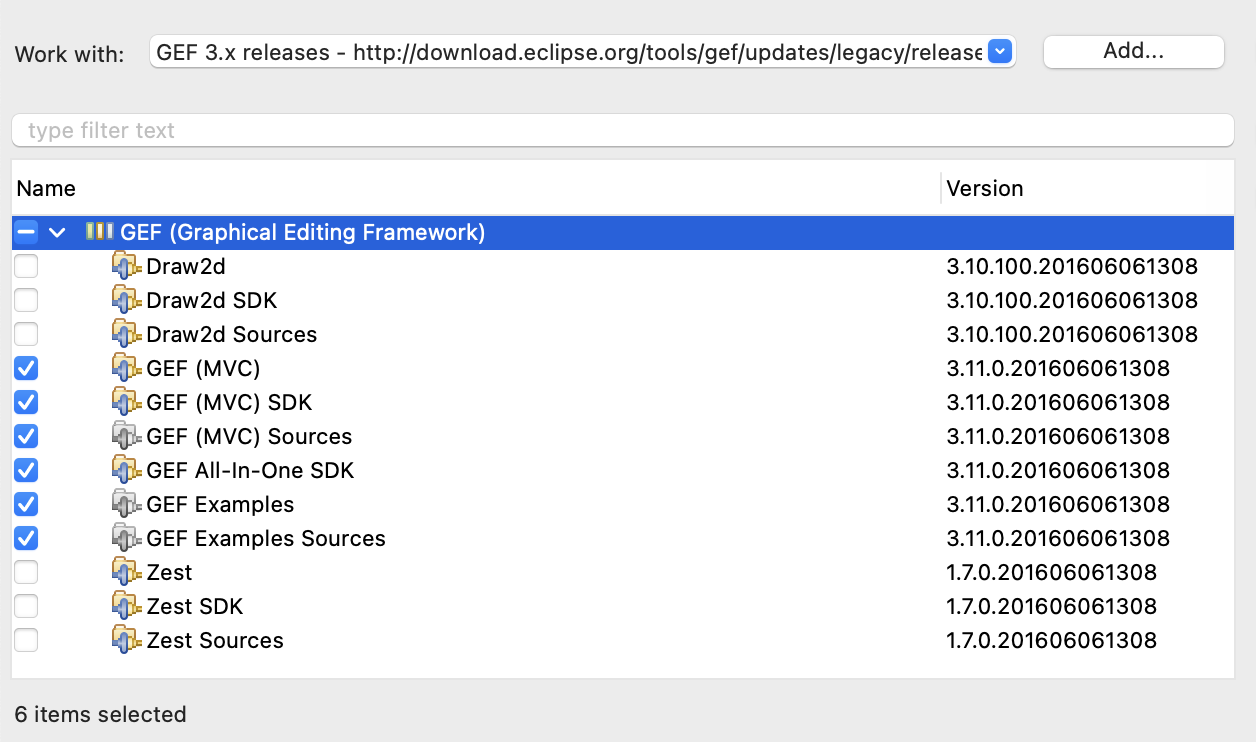 Work with: GEF 3.x releases - http://download.eclipse.org/tools/gef/updates/legacy/release Add...
type filter text
Name Version
GEF (Graphical Editing Framework)
Draw2d 3.10.100.201606061308
Draw2d SDK 3.10.100.201606061308
Draw2d Sources 3.10.100.201606061308
GEF (MVC) 3.11.0.201606061308
GEF (MVC) SDK 3.11.0.201606061308
GEF (MVC) Sources 3.11.0.201606061308
GEF All-In-One SDK 3.11.0.201606061308
GEF Examples 3.11.0.201606061308
GEF Examples Sources 3.11.0.201606061308
Zest 1.7.0.201606061308
Zest SDK 1.7.0.201606061308
Zest Sources 1.7.0.201606061308
6 items selected